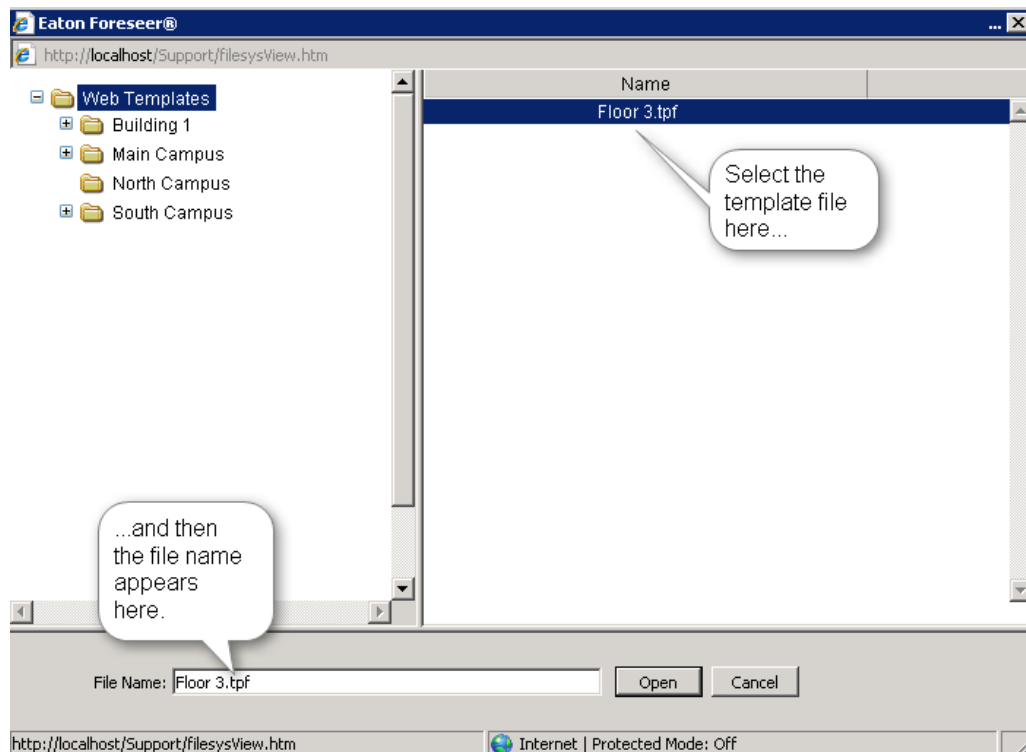 Eaton Foreseer®
...
http://localhost/Support/filesysView.htm
Web Templates
Building 1
Main Campus
North Campus
South Campus
Name
Floor 3.tpf
Select the
template file
here...
...and then
the file name
appears
here.
File Name: Floor 3.tpf
Open
Cancel
http://localhost/Support/filesysView.htm
Internet | Protected Mode: Off